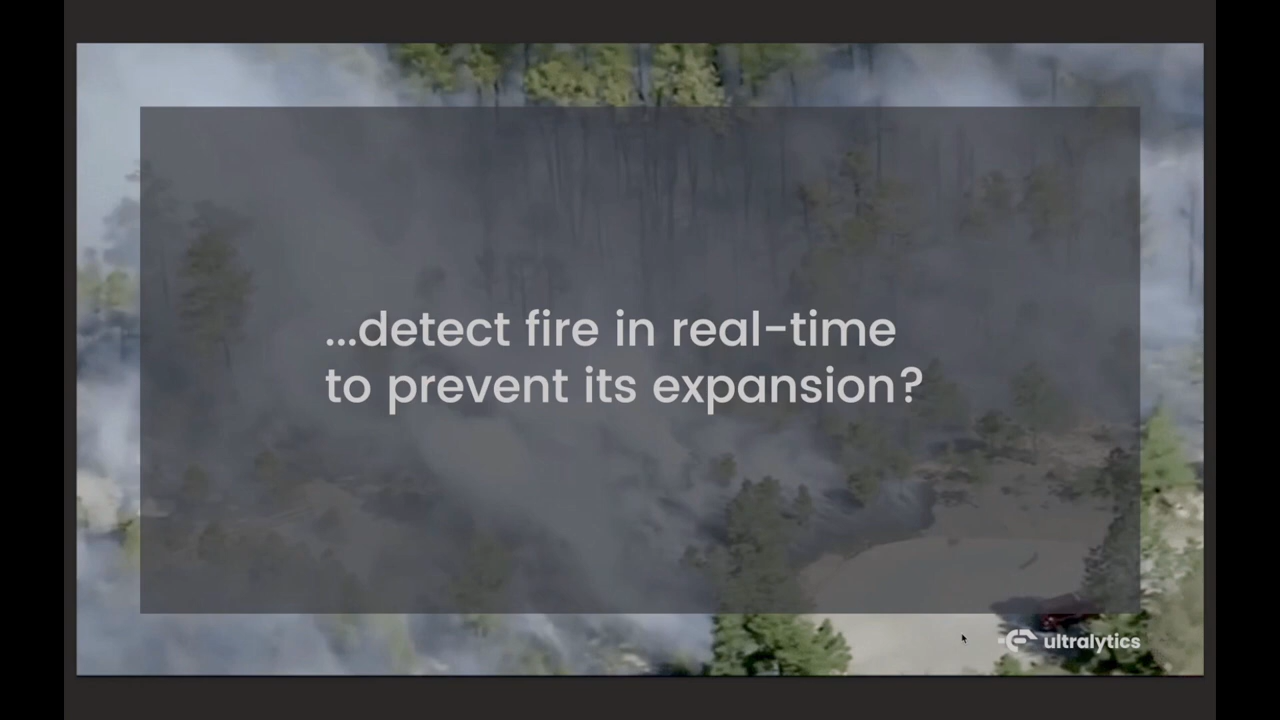 ...detect fire in real-time
to prevent its expansion?
ultralytics